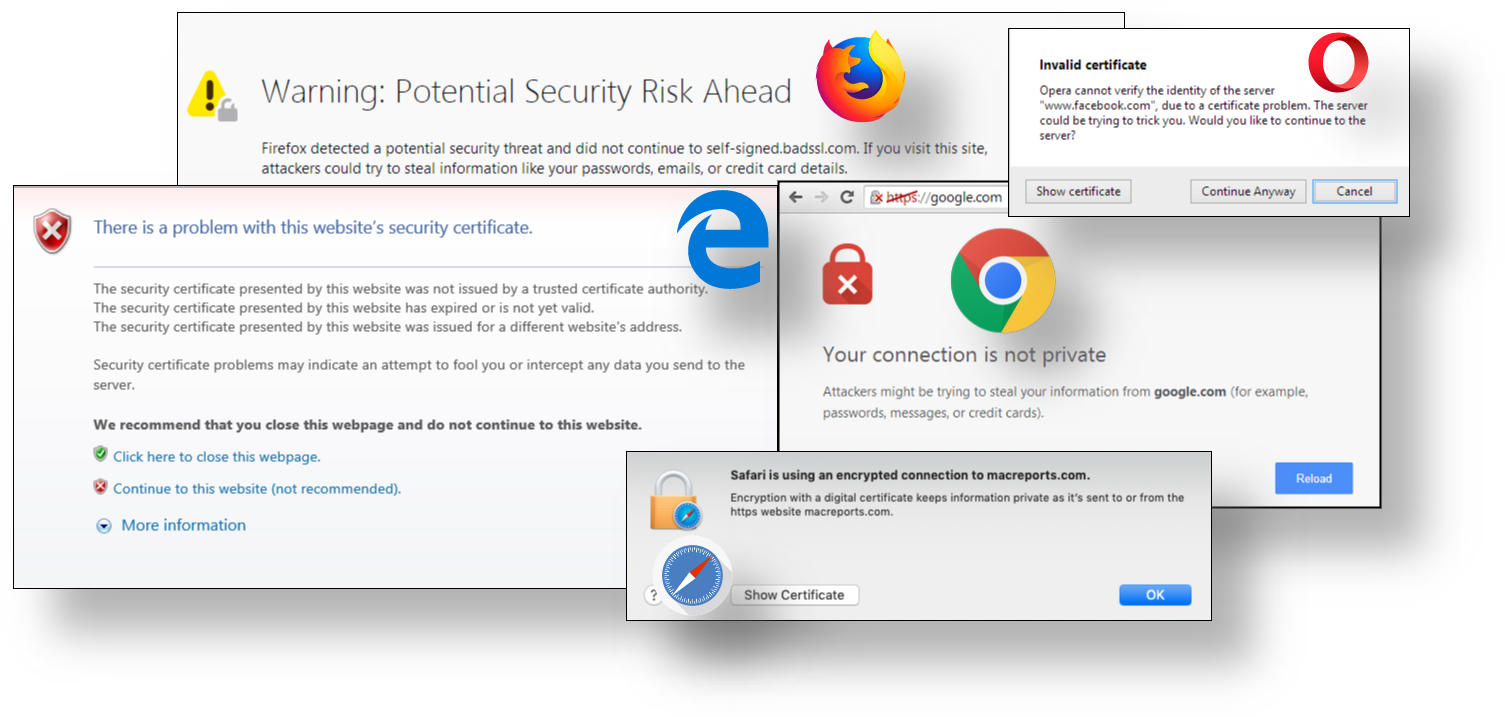 Warning: Potential Security Risk Ahead
Firefox detected a potential security threat and did not continue to self-signed.badssl.com. If you visit this site,
attackers could try to steal information like your passwords, emails, or credit card details.
Invalid certificate
Opera cannot verify the identity of the server
"www.facebook.com", due to a certificate problem. The server
could be trying to trick you. Would you like to continue to the
server?
Show certificate
Continue Anyway
Cancel
There is a problem with this website's security certificate.
The security certificate presented by this website was not issued by a trusted certificate authority.
The security certificate presented by this website has expired or is not yet valid.
The security certificate presented by this website was issued for a different website's address.
Security certificate problems may indicate an attempt to fool you or intercept any data you send to the
server.
We recommend that you close this webpage and do not continue to this website.
Click here to close this webpage.
Continue to this website (not recommended).
More information
https://google.com
Your connection is not private
Attackers might be trying to steal your information from google.com (for example,
passwords, messages, or credit cards).
Reload
Safari is using an encrypted connection to macreports.com.
Encryption with a digital certificate keeps information private as it's sent to or from the
https website macreports.com.
?
Show Certificate
OK